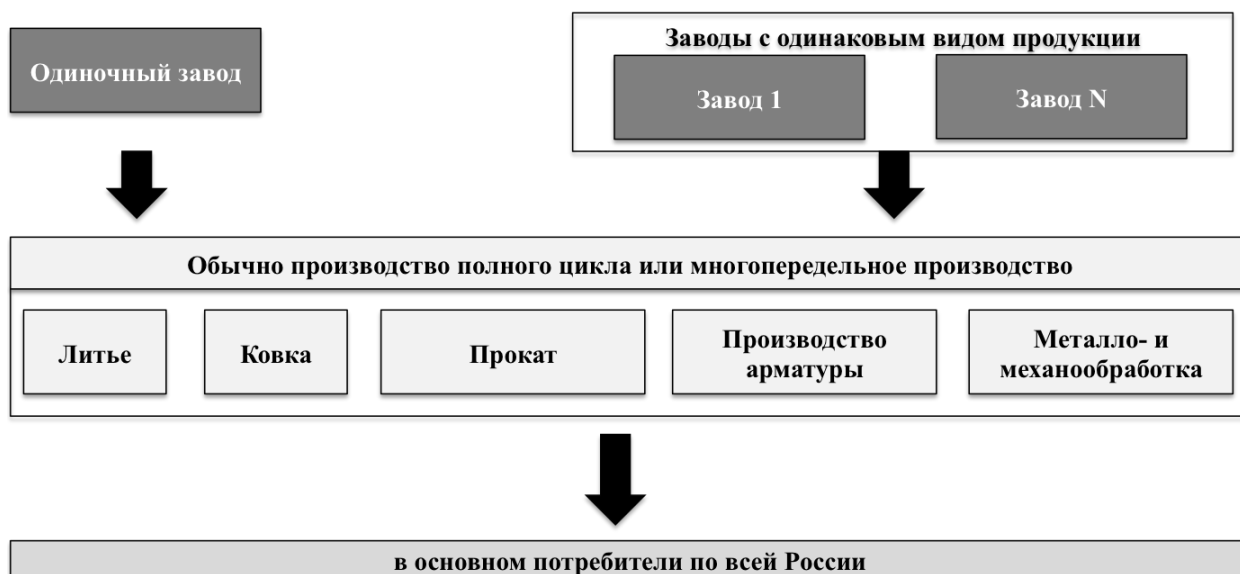 Одиночный завод
Заводы с одинаковым видом продукции
Завод 1
Завод N
Обычно производство полного цикла или многопередельное производство
Литье
Ковка
Прокат
Производство
арматуры
Металло- и
механообработка
в основном потребители по всей России